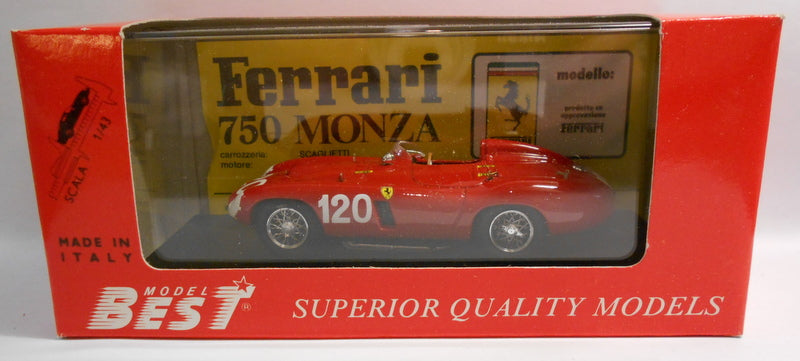 Ferrari
750 MONZA
carrozzeria: SCAGLIETTI
motore:
modello:
prodotto su
approvazione
Ferrari
SCALA 1/43
120
MADE IN
ITALY
MODEL
BEST ®
SUPERIOR QUALITY MODELS